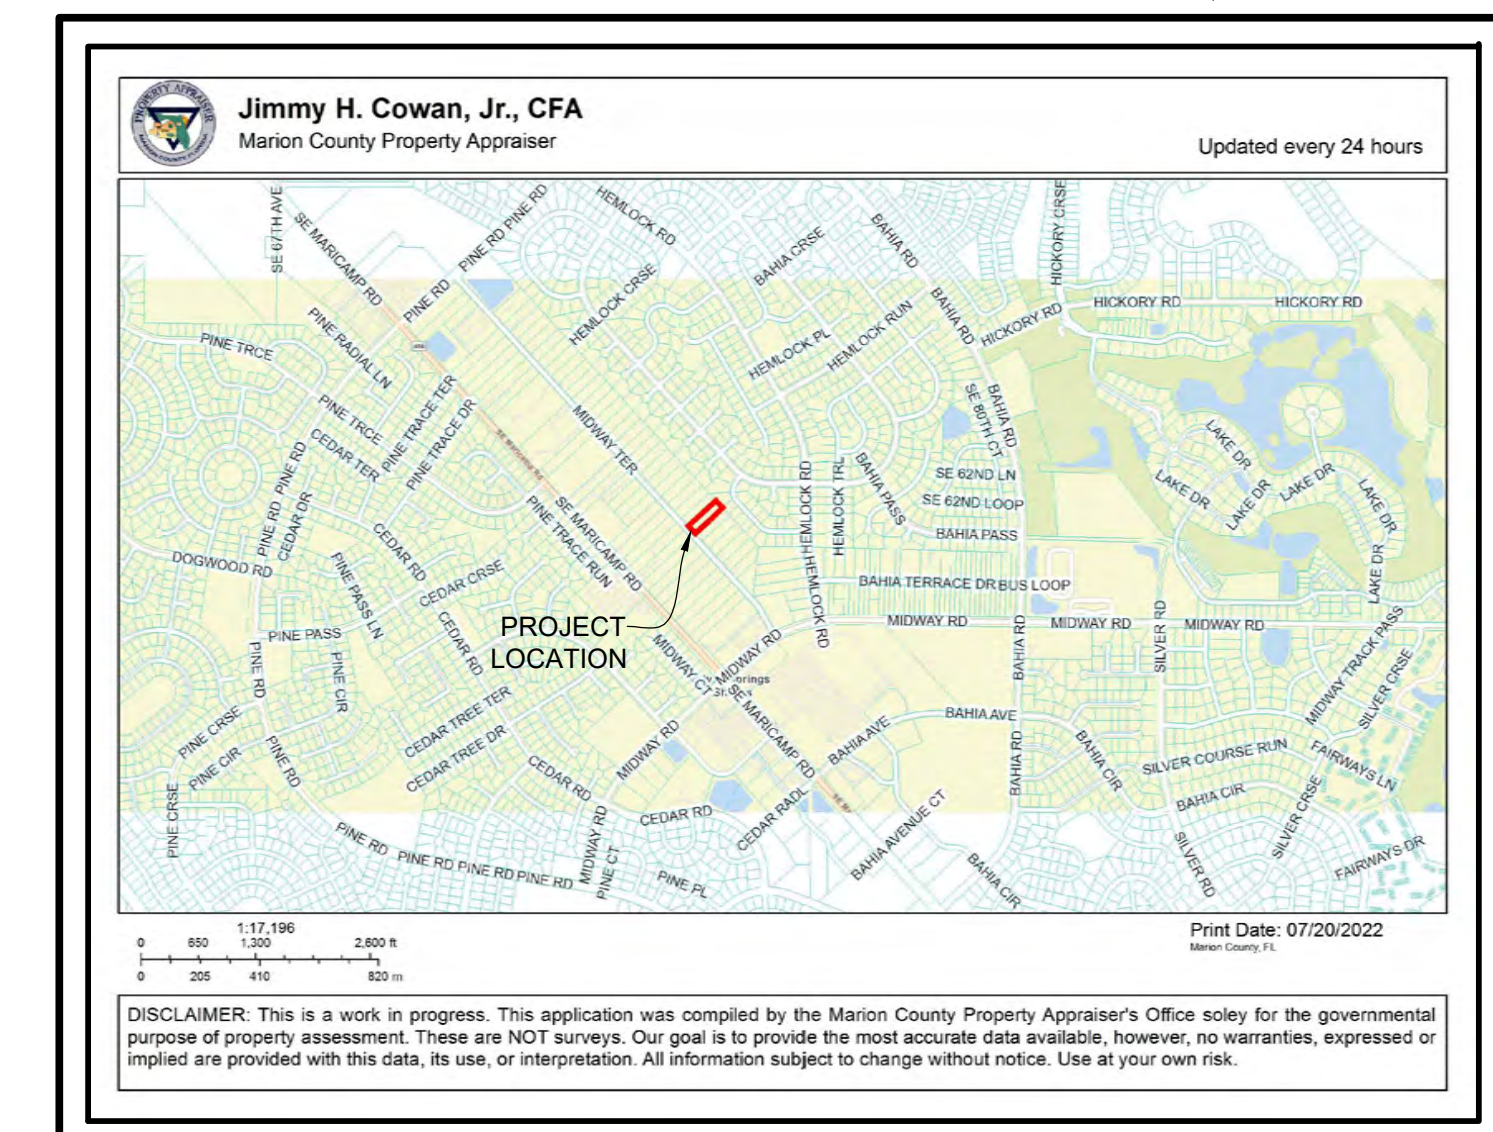 Jimmy H. Cowan, Jr., CFA
Marion County Property Appraiser
Updated every 24 hours
PROPERTY APPRAISER
MARION COUNTY FLORIDA
SE 67TH AVE
SE MARICAMP RD
PINE RD
PINE RD
PINE RD
HEMLOCK RD
HEMLOCK CRSE
BAHIA CRSE
BAHIA RD
HICKORY CRSE
BAHIA RD
HICKORY RD
HICKORY RD
HICKORY RD
PINE TRCE
PINE RADIAL LN
HEMLOCK PL
HEMLOCK RUN
PINE TRCE
PINE TRACE TER
PINE TRACE DR
CEDAR TER
MIDWAY TER
SE Maricamp Rd
SE 80TH CT
BAHIA RD
LAKE DR
LAKE DR
LAKE DR
LAKE DR
LAKE DR
LAKE DR
PINE RD
PINE RD
CEDAR DR
SE MARICAMP RD
PINE TRACE RUN
HEMLOCK RD
HEMLOCK TRL
BAHIA PASS
SE 62ND LN
SE 62ND LOOP
BAHIA PASS
DOGWOOD RD
CEDAR RD
PINE PASS LN
CEDAR CRSE
HEMLOCK RD
BAHIA TERRACE DR
BUS LOOP
PROJECT
LOCATION
PINE PASS
CEDAR RD
MIDWAY RD
MIDWAY RD
MIDWAY RD
MIDWAY RD
BAHIA RD
SILVER RD
MIDWAY TRACK PASS
SILVER CRSE
PINE RD
PINE CIR
MIDWAY CT
SE MARICAMP RD
CEDAR TREE TER
CEDAR TREE DR
MIDWAY RD
BAHIA AVE
BAHIA AVE
PINE CRSE
PINE CIR
PINE RD
CEDAR RD
BAHIA RD
BAHIA CIR
SILVER COURSE RUN
FAIRWAYS LN
BAHIA CIR
SILVER CRSE
PINE CRSE
PINE RD
PINE RD
PINE RD
PINE RD
MIDWAY RD
PINE CT
CEDAR RD
CEDAR RADL
PINE PL
BAHIA AVENUE CT
BAHIA CIR
SILVER RD
FAIRWAYS DR
1:17,196
0 650 1,300 2,600 ft
0 205 410 820 m
Print Date: 07/20/2022
Marion County, FL
DISCLAIMER: This is a work in progress. This application was compiled by the Marion County Property Appraiser's Office soley for the governmental
purpose of property assessment. These are NOT surveys. Our goal is to provide the most accurate data available, however, no warranties, expressed or
implied are provided with this data, its use, or interpretation. All information subject to change without notice. Use at your own risk.